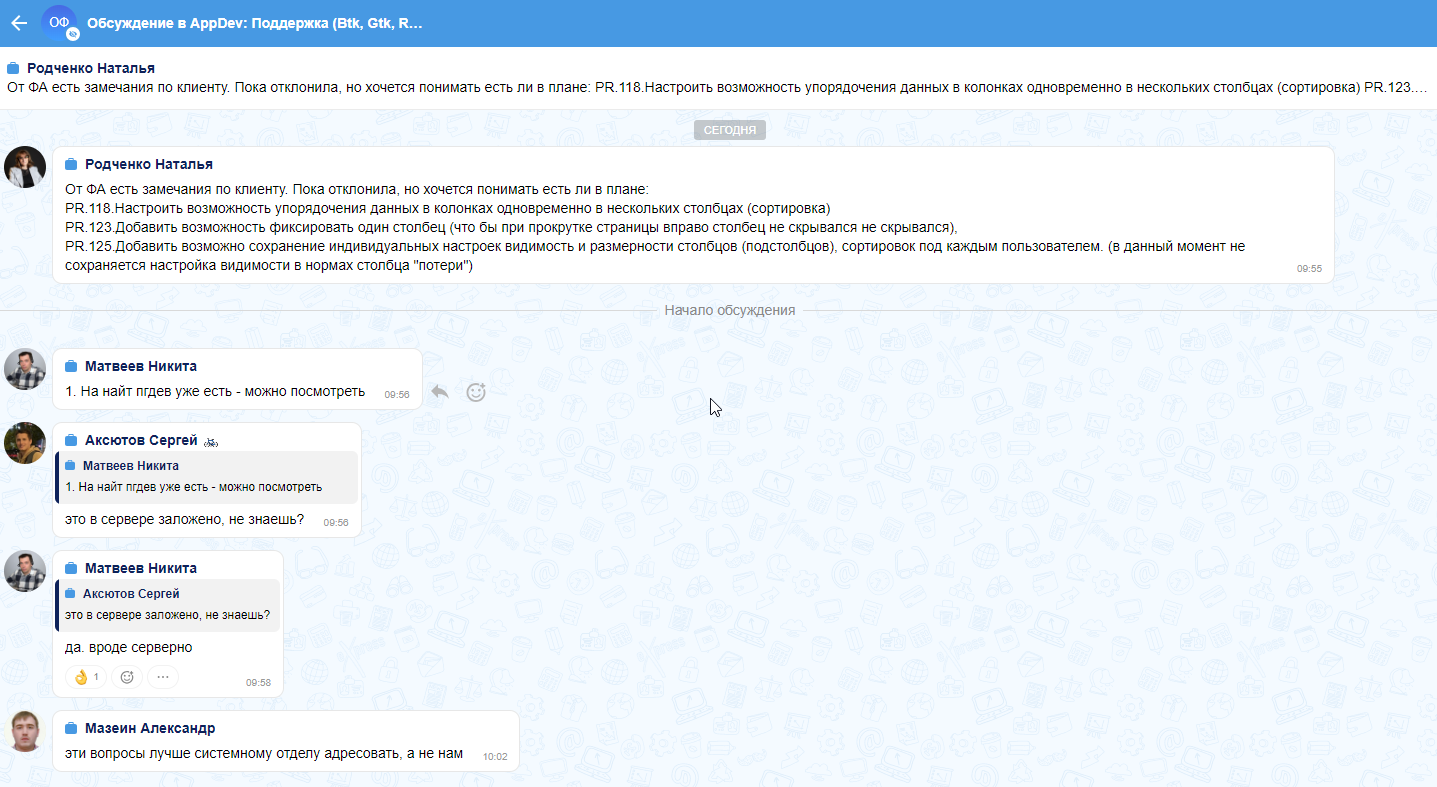 ОФ
Обсуждение в AppDev: Поддержка (Btk, Gtk, R…
Родченко Наталья
От ФА есть замечания по клиенту. Пока отклонила, но хочется понимать есть ли в плане: PR.118.Настроить возможность упорядочения данных в колонках одновременно в нескольких столбцах (сортировка) PR.123.…
СЕГОДНЯ
Родченко Наталья
От ФА есть замечания по клиенту. Пока отклонила, но хочется понимать есть ли в плане:
PR.118.Настроить возможность упорядочения данных в колонках одновременно в нескольких столбцах (сортировка)
PR.123.Добавить возможность фиксировать один столбец (что бы при прокрутке страницы вправо столбец не скрывался не скрывался),
PR.125.Добавить возможно сохранение индивидуальных настроек видимость и размерности столбцов (подстолбцов), сортировок под каждым пользователем. (в данный момент не
сохраняется настройка видимости в нормах столбца "потери")
09:55
Начало обсуждения
Матвеев Никита
1. На найт пгдев уже есть - можно посмотреть 09:56
Аксютов Сергей
Матвеев Никита
1. На найт пгдев уже есть - можно посмотреть
это в сервере заложено, не знаешь? 09:56
Матвеев Никита
Аксютов Сергей
это в сервере заложено, не знаешь?
да. вроде серверно
1 09:58
Мазеин Александр
эти вопросы лучше системному отделу адресовать, а не нам 10:02